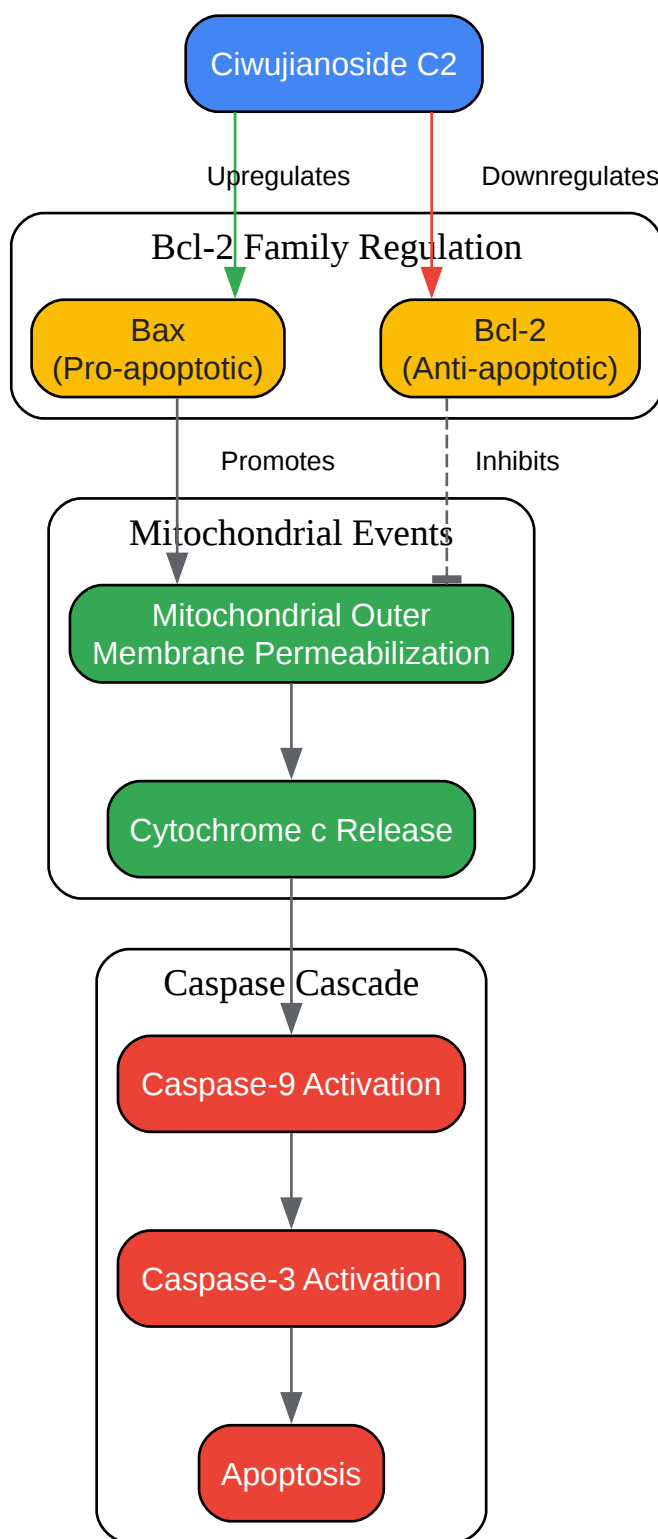 Ciwujianoside C2
Upregulates
Downregulates
Bcl-2 Family Regulation
Bax
(Pro-apoptotic)
Bcl-2
(Anti-apoptotic)
Promotes
Inhibits
Mitochondrial Events
Mitochondrial Outer
Membrane Permeabilization
Cytochrome c Release
Caspase Cascade
Caspase-9 Activation
Caspase-3 Activation
Apoptosis